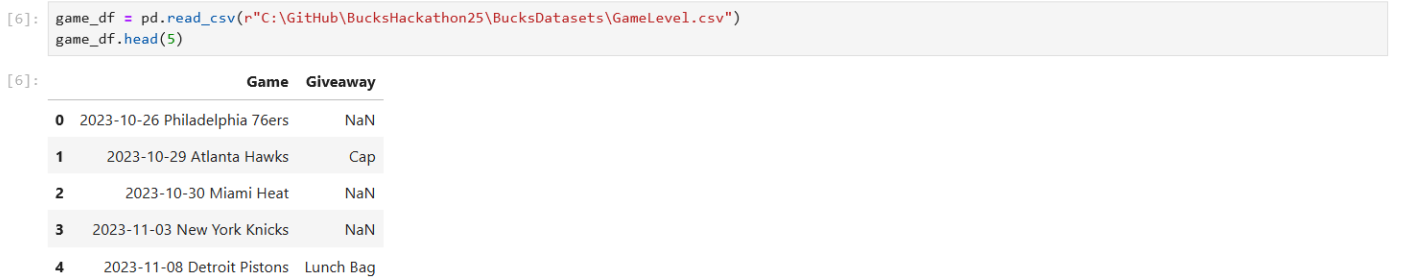 [6]: game_df = pd.read_csv(r"C:\GitHub\BucksHackathon25\BucksDatasets\GameLevel.csv")
game_df.head(5)
[6]: Game Giveaway
0 2023-10-26 Philadelphia 76ers NaN
1 2023-10-29 Atlanta Hawks Cap
2 2023-10-30 Miami Heat NaN
3 2023-11-03 New York Knicks NaN
4 2023-11-08 Detroit Pistons Lunch Bag